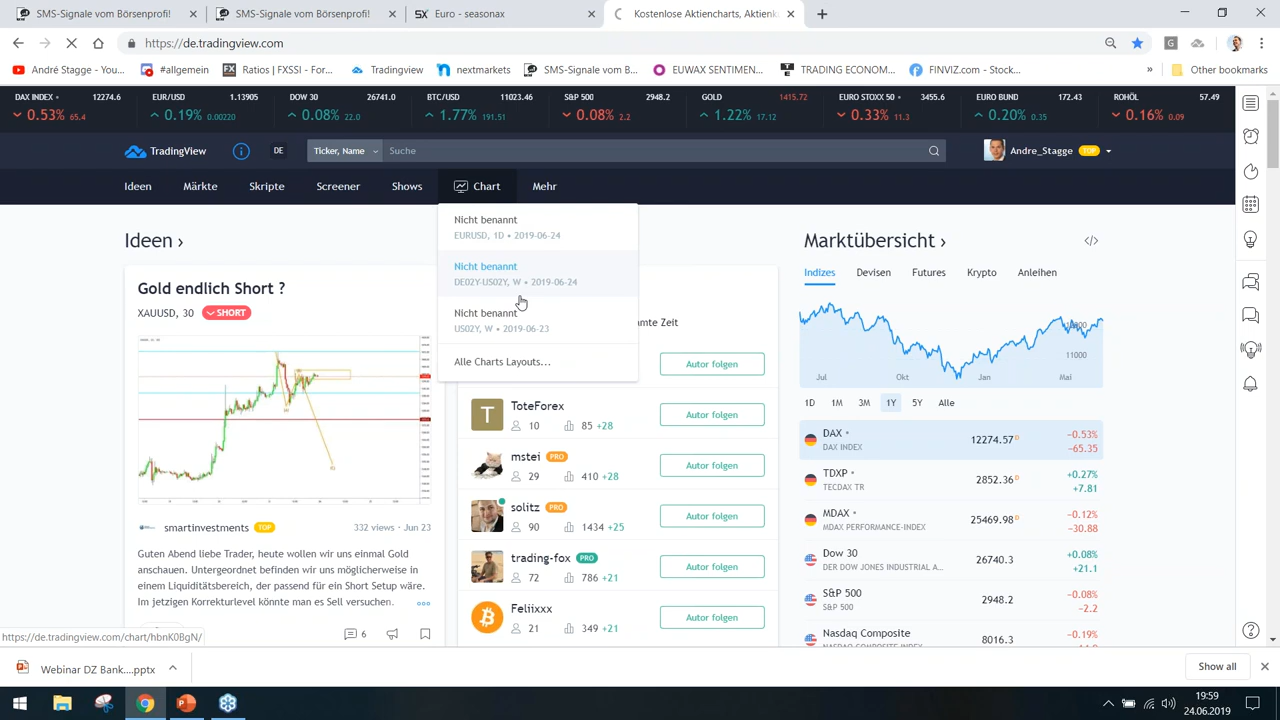 SMS-Signale vom Börsenprofi!
SMS-Signale vom Börsenprofi!
Euro - seasonax
Kostenlose Aktiencharts, Aktienk
https://de.tradingview.com
André Stagge - You...
#allgemein
Ratios | FXSSI - For...
Tradingview
nextmarkets
SMS-Signale vom B...
EUWAX SENTIMEN...
TRADING ECONOM...
FINVIZ.com - Stock...
»
Other bookmarks
DAX INDEX 12274.6
0.53% 65.4
EUR/USD 1.13905
0.19% 0.00220
DOW 30 26741.0
0.08% 22.0
BTC/USD 11023.46
1.77% 191.51
S&P 500 2948.2
0.08% 2.2
GOLD 1415.72
1.22% 17.12
EURO STOXX 50 3455.6
0.33% 11.3
EURO BUND 172.43
0.20% 0.35
ROHÖL 57.49
0.16% 0.09
TradingView
DE
Ticker, Name
Suche
Andre_Stagge TOP
Ideen
Märkte
Skripte
Screener
Shows
Chart
Mehr
Nicht benannt
EURUSD, 1D • 2019-06-24
Nicht benannt
DE02Y-US02Y, W • 2019-06-24
Nicht benannt
US02Y, W • 2019-06-23
Alle Charts Layouts...
Ideen ›
Gold endlich Short ?
XAUUSD, 30 SHORT
smartinvestments TOP
332 views · Jun 23
Guten Abend liebe Trader, heute wollen wir uns einmal Gold
anschauen. Untergeordnet befinden wir uns möglicherweise in
einem Liquiditätsbereich, der passend für ein Short Setup wäre.
Im jetzigen Korrekturlevel könnte man es Sell versuchen.
6
mte Zeit
Autor folgen
T
ToteForex
10 85 +28
Autor folgen
mstei PRO
29 410 +28
Autor folgen
solitz PRO
90 1434 +25
Autor folgen
trading-fox PRO
72 786 +21
Autor folgen
Feliixxx
21 349 +21
Autor folgen
Marktübersicht ›
Indizes
Devisen
Futures
Krypto
Anleihen
11000
Jul
Okt
Jan
Mai
1D
1M
3M
1Y
5Y
Alle
DAX
DAX INDEX
12274.57 D
−0.53%
−65.35
TDXP
TECDAX TR
2852.36 D
+0.27%
+7.81
MDAX
MDAX PERFORMANCE-INDEX
25469.98 D
−0.12%
−30.88
Dow 30
DER DOW JONES INDUSTRIAL A...
26740.3
+0.08%
+21.1
S&P 500
S&P 500
2948.2
−0.08%
−2.2
Nasdaq Composite
8016.3
−0.19%
https://de.tradingview.com/chart/hbnK0BgN/
Webinar DZ Bank....pptx
Show all
19:59
24.06.2019